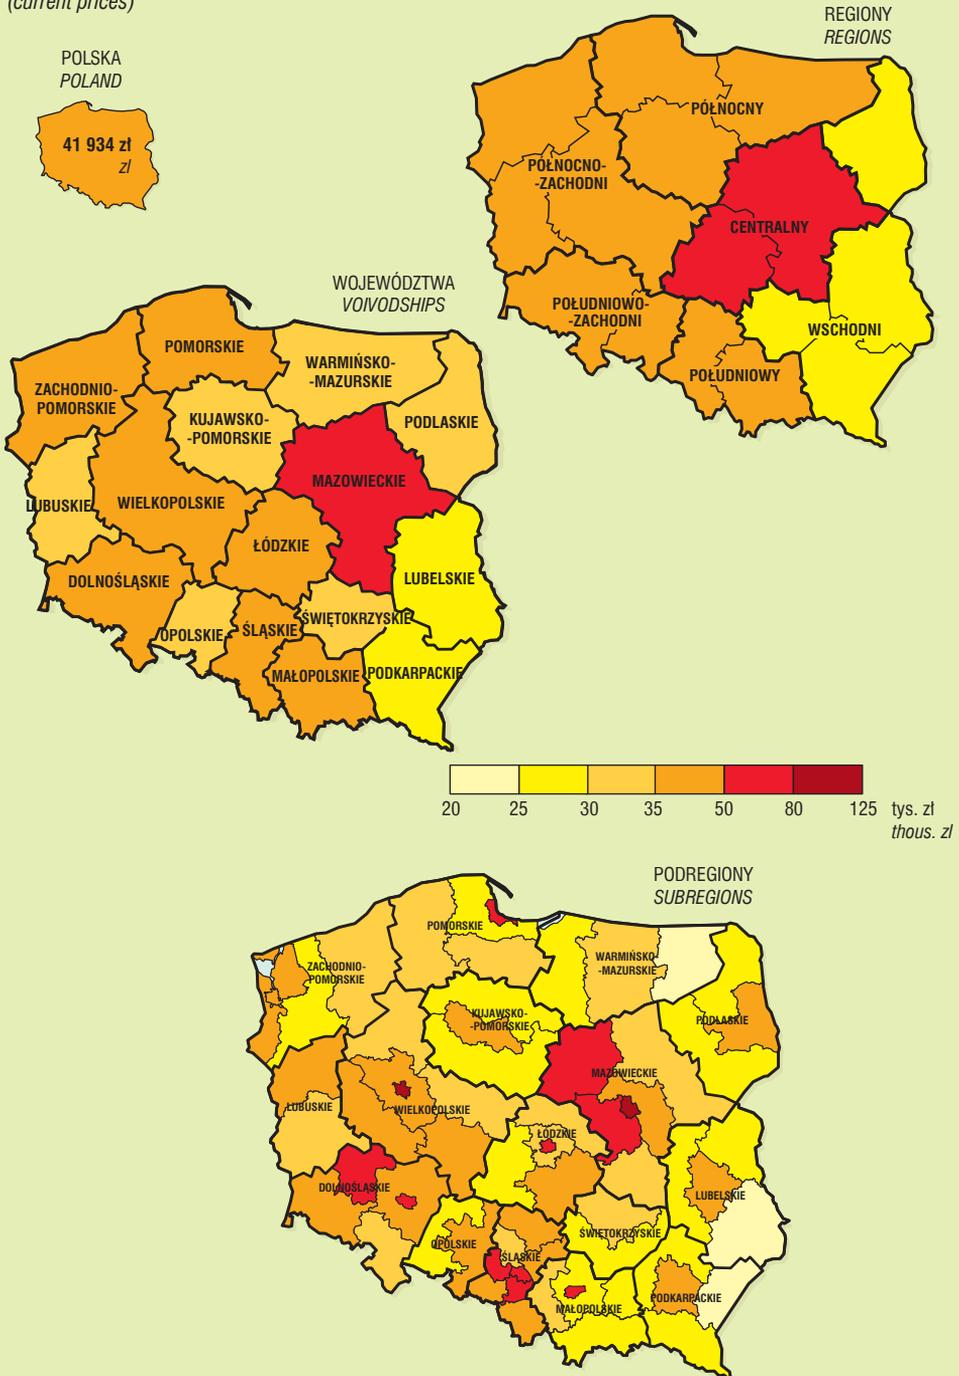 (current prices)
POLSKA
POLAND
41 934 zł
zl
REGIONY
REGIONS
PÓŁNOCNY
PÓŁNOCNO-
-ZACHODNI
CENTRALNY
POŁUDNIOWO-
-ZACHODNI
WSCHODNI
POŁUDNIOWY
WOJEWÓDZTWA
VOIVODSHIPS
POMORSKIE
WARMIŃSKO-
-MAZURSKIE
ZACHODNIO-
POMORSKIE
KUJAWSKO-
-POMORSKIE
PODLASKIE
MAZOWIECKIE
LUBUSKIE
WIELKOPOLSKIE
ŁÓDZKIE
DOLNOŚLĄSKIE
LUBELSKIE
ŚWIĘTOKRZYSKIE
OPOLSKIE
ŚLĄSKIE
MAŁOPOLSKIE
PODKARPACKIE
20 25 30 35 50 80 125 tys. zł
thous. zl
PODREGIONY
SUBREGIONS
POMORSKIE
WARMIŃSKO
-MAZURSKIE
ZACHODNIO-
POMORSKIE
KUJAWSKO-
-POMORSKIE
PODLASKIE
MAZOWIECKIE
LUBUSKIE
WIELKOPOLSKIE
ŁÓDZKIE
DOLNOŚLĄSKIE
LUBELSKIE
ŚWIĘTOKRZYSKIE
OPOLSKIE
ŚLĄSKIE
PODKARPACKIE
MAŁOPOLSKIE